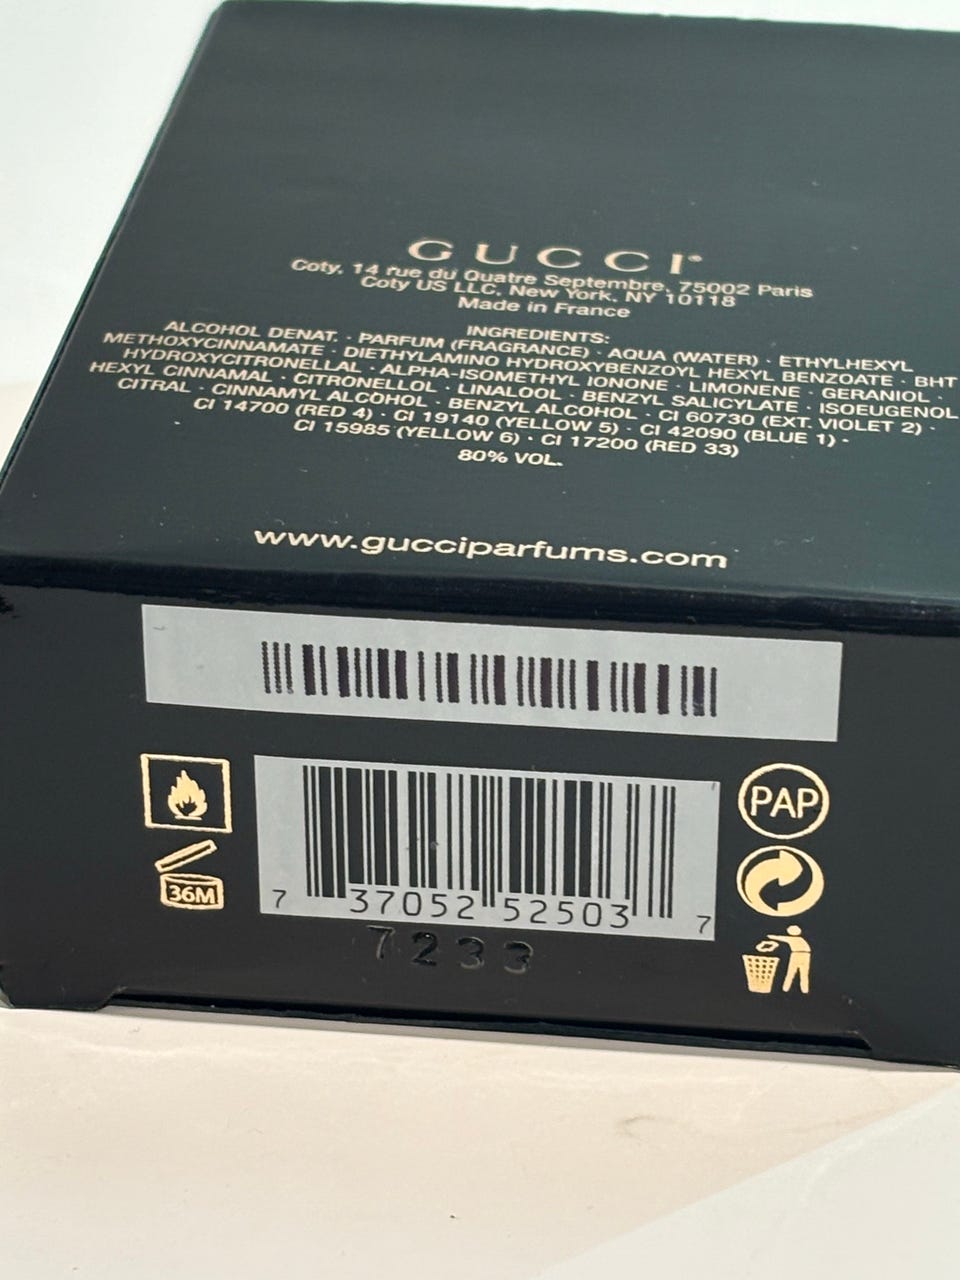 GUCCI®
Coty, 14 rue du Quatre Septembre, 75002 Paris
Coty US LLC, New York, NY 10118
Made in France
INGREDIENTS:
ALCOHOL DENAT. · PARFUM (FRAGRANCE) · AQUA (WATER) · ETHYLHEXYL
METHOXYCINNAMATE · DIETHYLAMINO HYDROXYBENZOYL HEXYL BENZOATE · BHT
HYDROXYCITRONELLAL · ALPHA-ISOMETHYL IONONE · LIMONENE · GERANIOL ·
HEXYL CINNAMAL · CITRONELLOL · LINALOOL · BENZYL SALICYLATE · ISOEUGENOL
CITRAL · CINNAMYL ALCOHOL · BENZYL ALCOHOL · CI 60730 (EXT. VIOLET 2) ·
CI 14700 (RED 4) · CI 19140 (YELLOW 5) · CI 42090 (BLUE 1) ·
CI 15985 (YELLOW 6) · CI 17200 (RED 33)
80% VOL.
www.gucciparfums.com
PAP
36M
7 37052 52503 7
7233